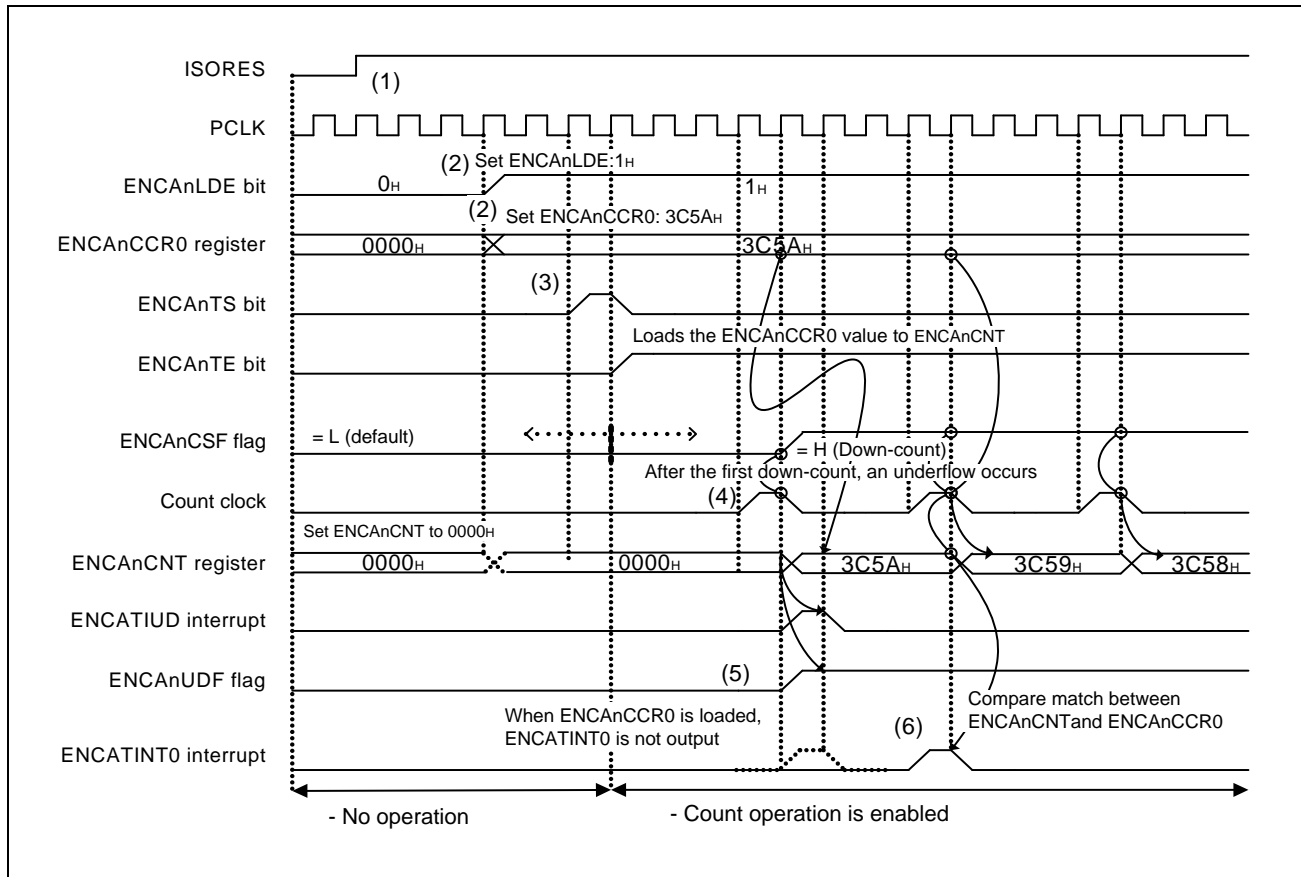 ISORES
(1)
PCLK
(2) Set ENCAnLDE:1H
ENCAnLDE bit
0H
1H
(2) Set ENCAnCCR0: 3C5AH
ENCAnCCR0 register
0000H
3C5AH
(3)
ENCAnTS bit
Loads the ENCAnCCR0 value to ENCAnCNT
ENCAnTE bit
ENCAnCSF flag
= L (default)
= H (Down-count)
After the first down-count, an underflow occurs
Count clock
(4)
Set ENCAnCNT to 0000H
ENCAnCNT register
0000H
0000H
3C5AH
3C59H
3C58H
ENCATIUD interrupt
ENCAnUDF flag
(5)
When ENCAnCCR0 is loaded,
ENCATINT0 is not output
Compare match between
ENCAnCNTand ENCAnCCR0
(6)
ENCATINT0 interrupt
- No operation
- Count operation is enabled